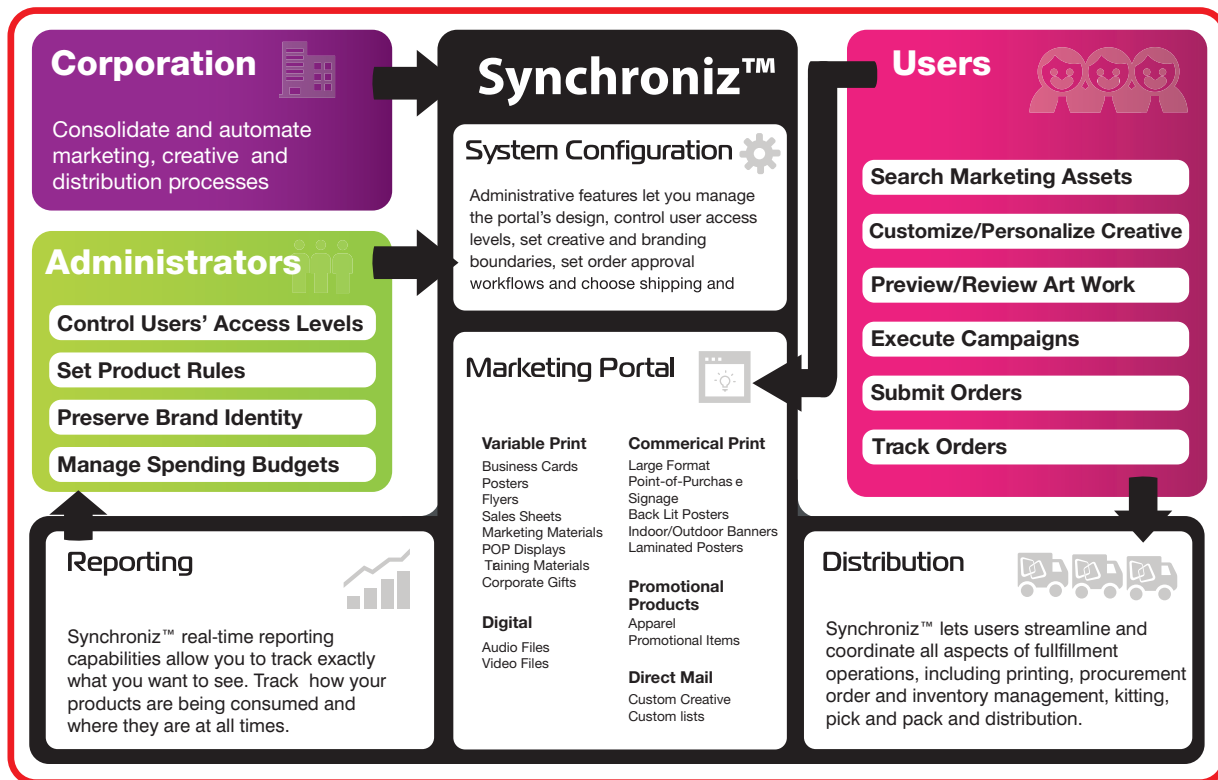 Corporation
Consolidate and automate
marketing, creative and
distribution processes
Administrators
Control Users’ Access Levels
Set Product Rules
Preserve Brand Identity
Manage Spending Budgets
Reporting
Synchroniz™ real-time reporting
capabilities allow you to track exactly
what you want to see. Track how your
products are being consumed and
where they are at all times.
Synchroniz™
System Configuration
Administrative features let you manage
the portal’s design, control user access
levels, set creative and branding
boundaries, set order approval
workflows and choose shipping and
Marketing Portal
Variable Print
Business Cards
Posters
Flyers
Sales Sheets
Marketing Materials
POP Displays
Training Materials
Corporate Gifts
Digital
Audio Files
Video Files
Commerical Print
Large Format
Point-of-Purchas e
Signage
Back Lit Posters
Indoor/Outdoor Banners
Laminated Posters
Promotional
Products
Apparel
Promotional Items
Direct Mail
Custom Creative
Custom lists
Users
Search Marketing Assets
Customize/Personalize Creative
Preview/Review Art Work
Execute Campaigns
Submit Orders
Track Orders
Distribution
Synchroniz™ lets users streamline and
coordinate all aspects of fullfillment
operations, including printing, procurement
order and inventory management, kitting,
pick and pack and distribution.